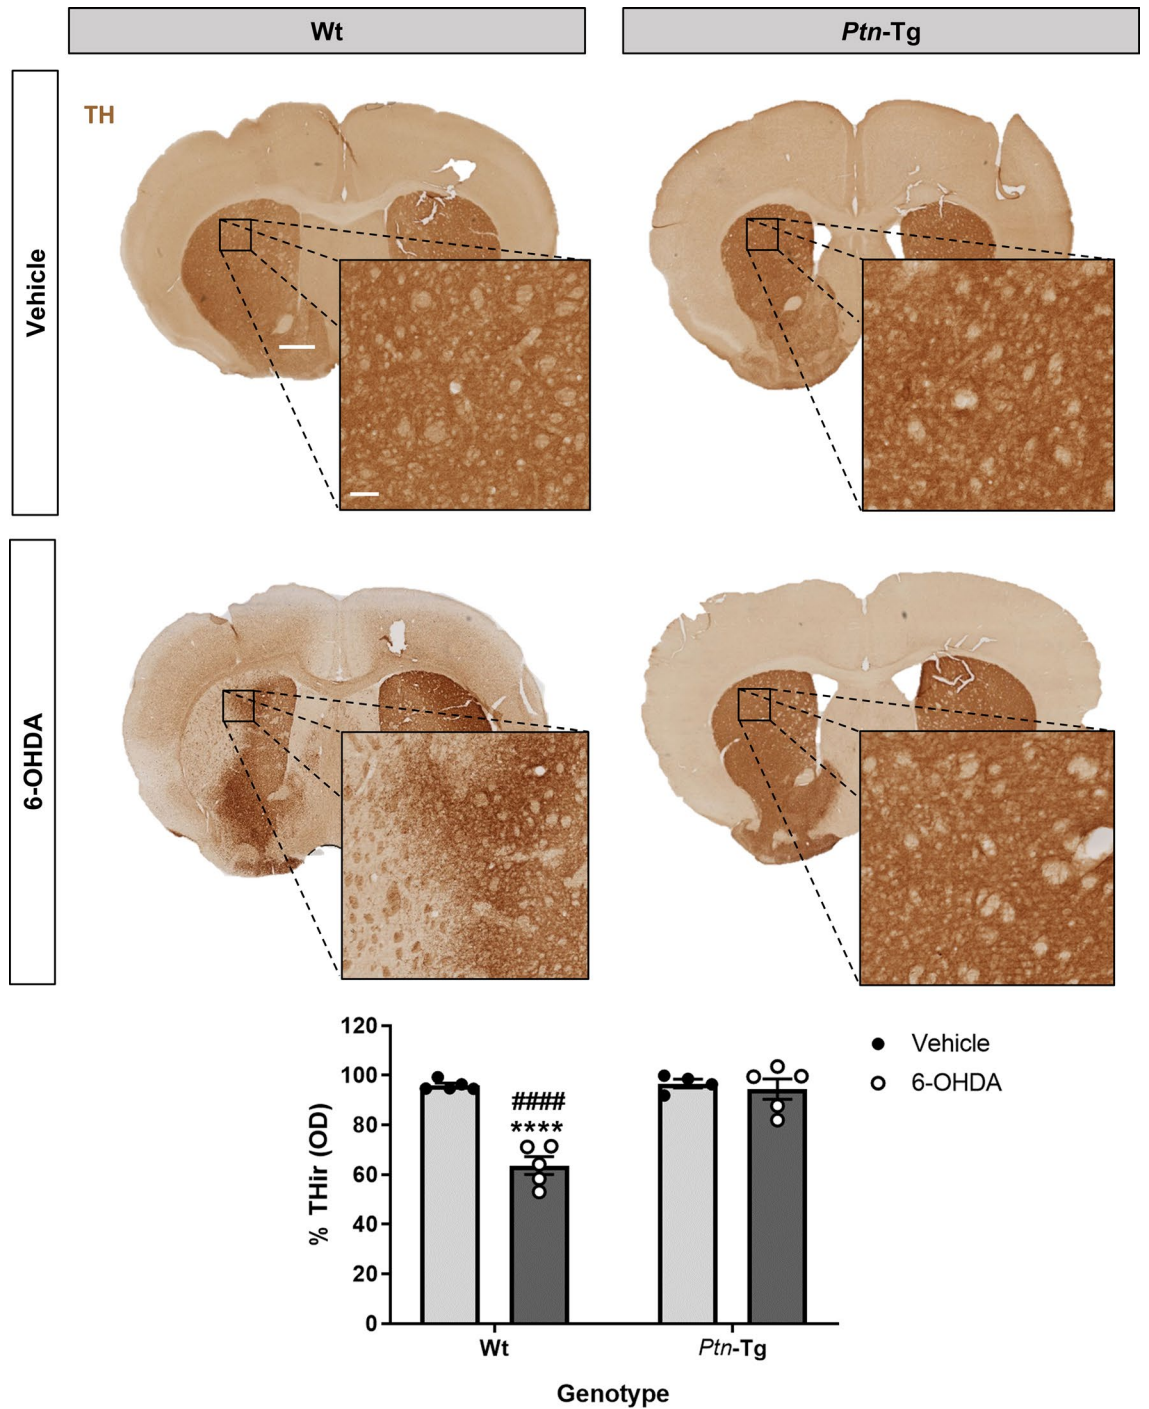 Wt
Ptn-Tg
Vehicle
TH
6-OHDA
120
100
80
60
40
20
0
% THir (OD)
####
****
Vehicle
6-OHDA
Wt
Ptn-Tg
Genotype